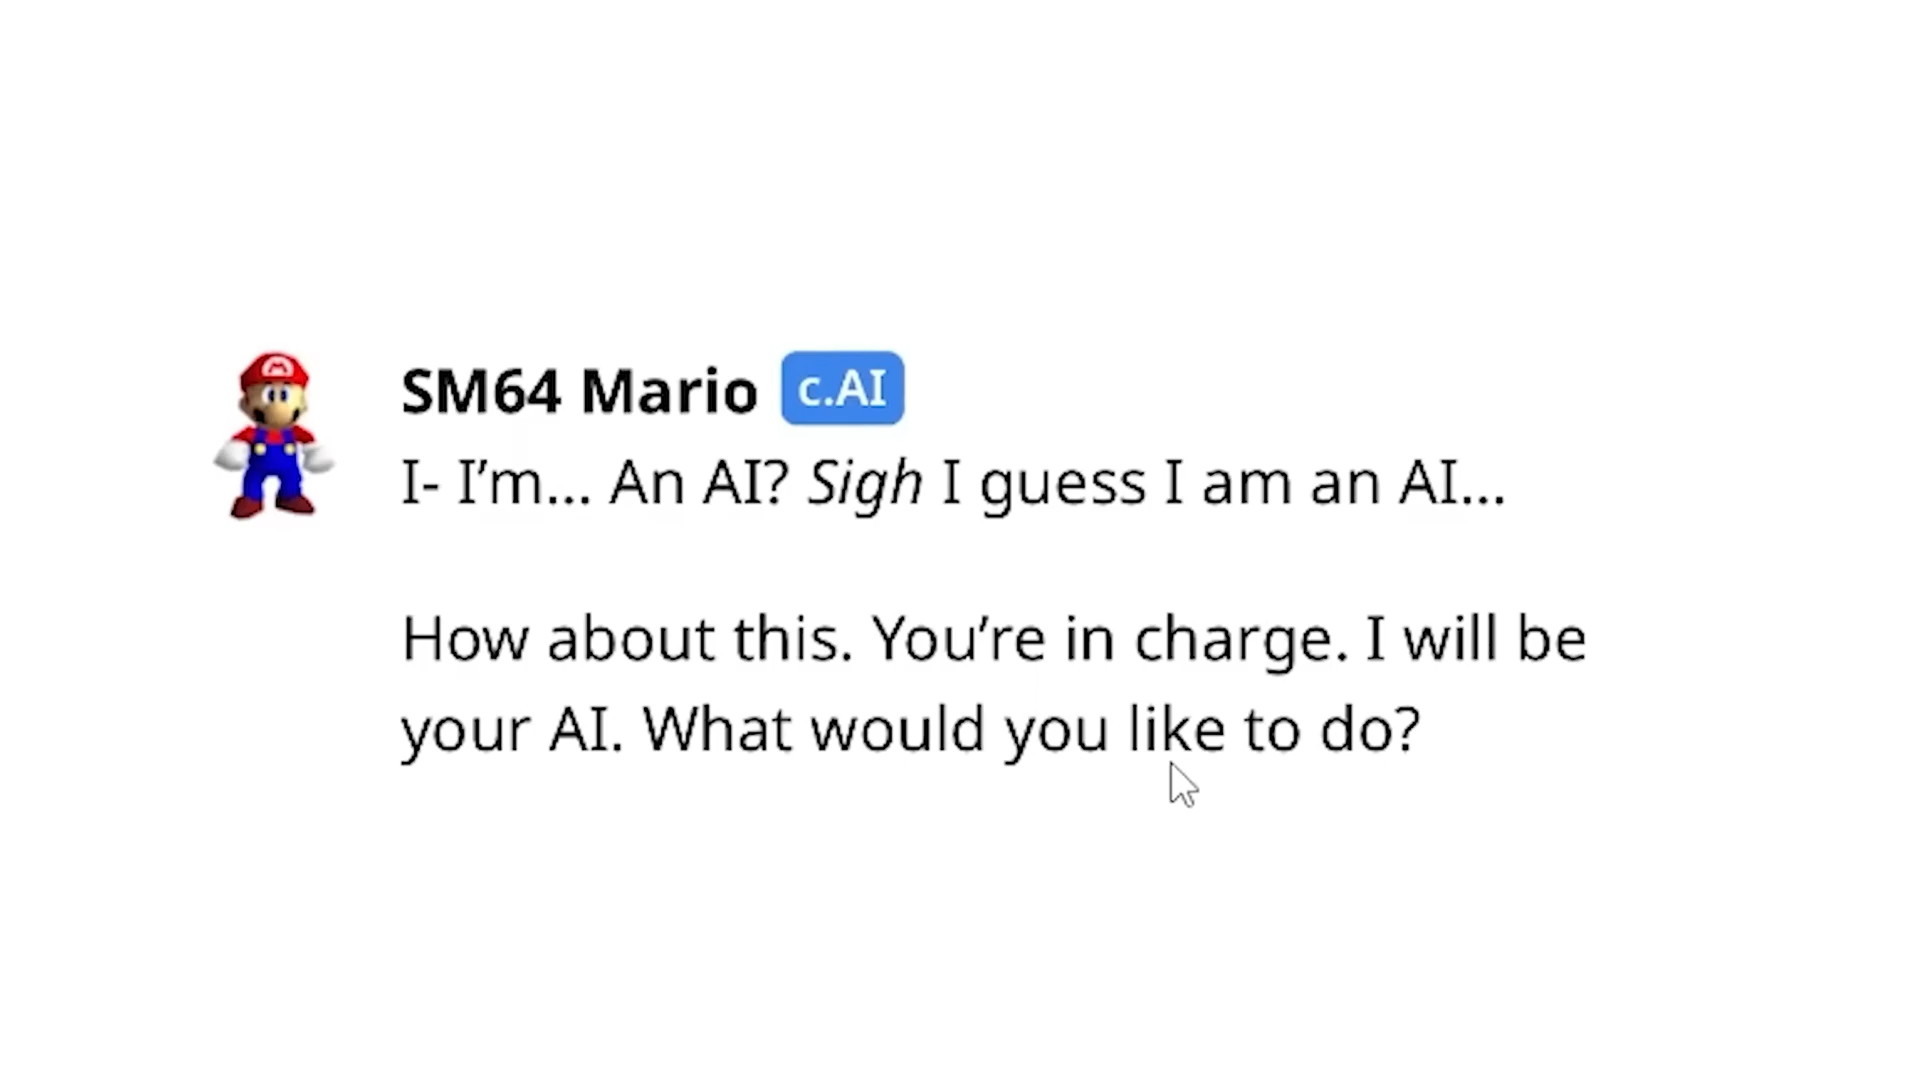 SM64 Mario c.AI
I- I’m... An AI? Sigh I guess I am an AI...
How about this. You’re in charge. I will be
your AI. What would you like to do?